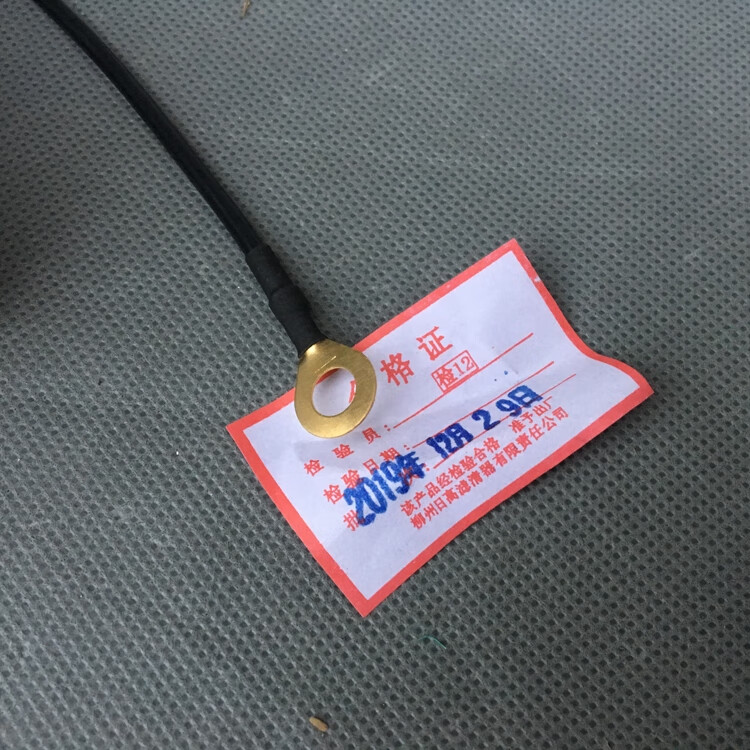 格证
检12
检验员：
检验日期：
2019年 12月 29日
批
该产品经检验合格 准予出厂
柳州日高滤清器有限责任公司